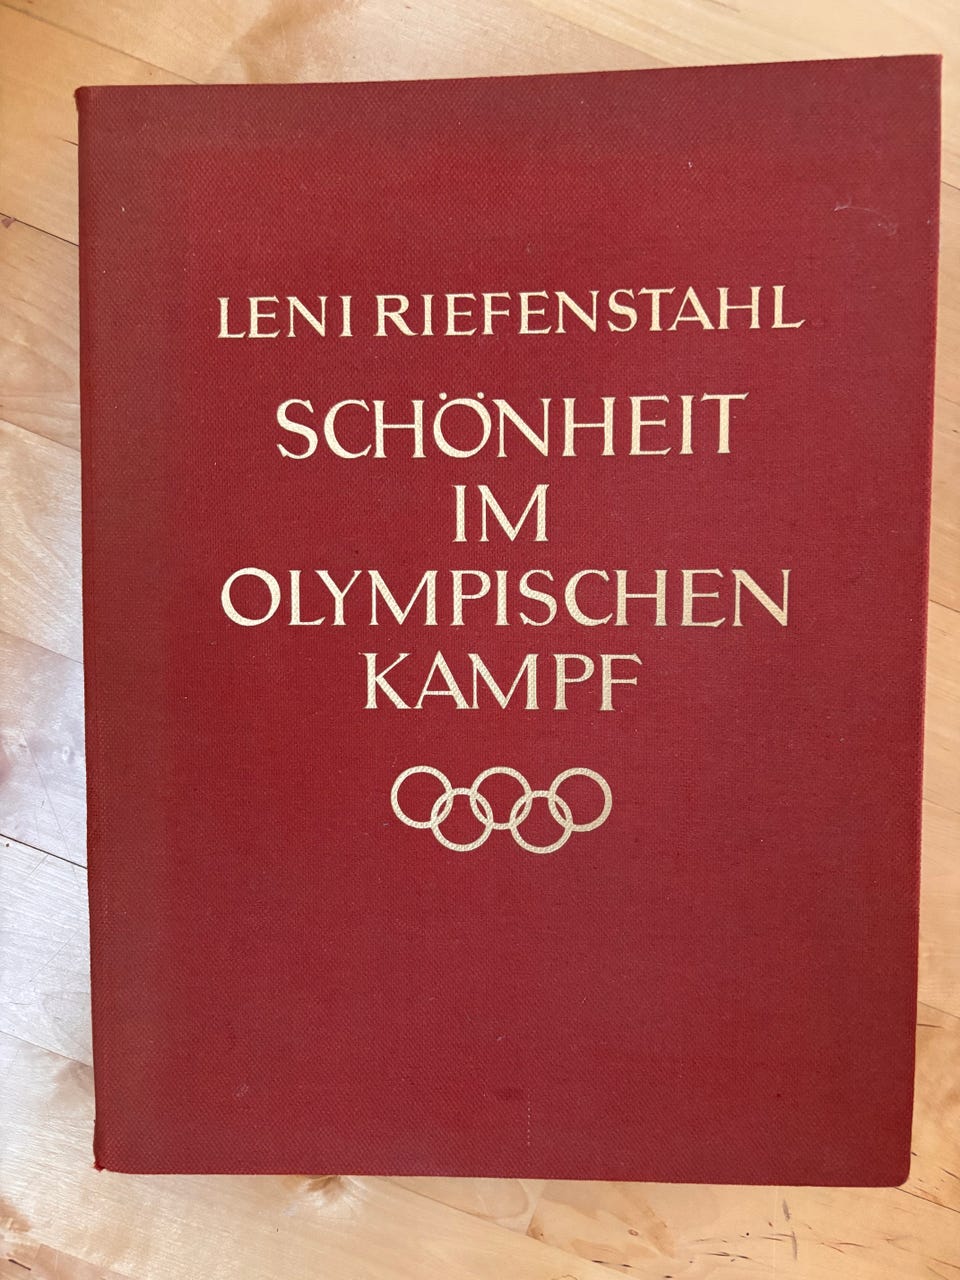 LENI RIEFENSTAHL
SCHÖNHEIT
IM
OLYMPISCHEN
KAMPF